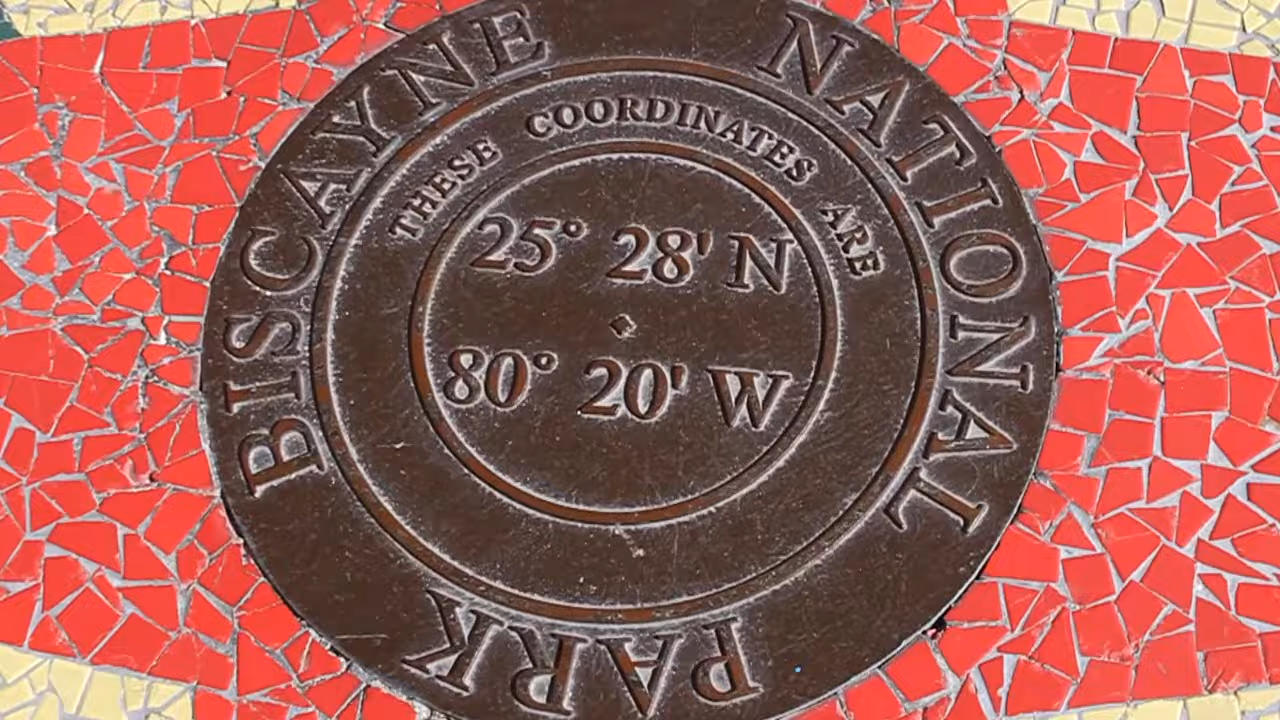 BISCAYNE NATIONAL PARK
THESE COORDINATES ARE
25° 28' N
80° 20' W